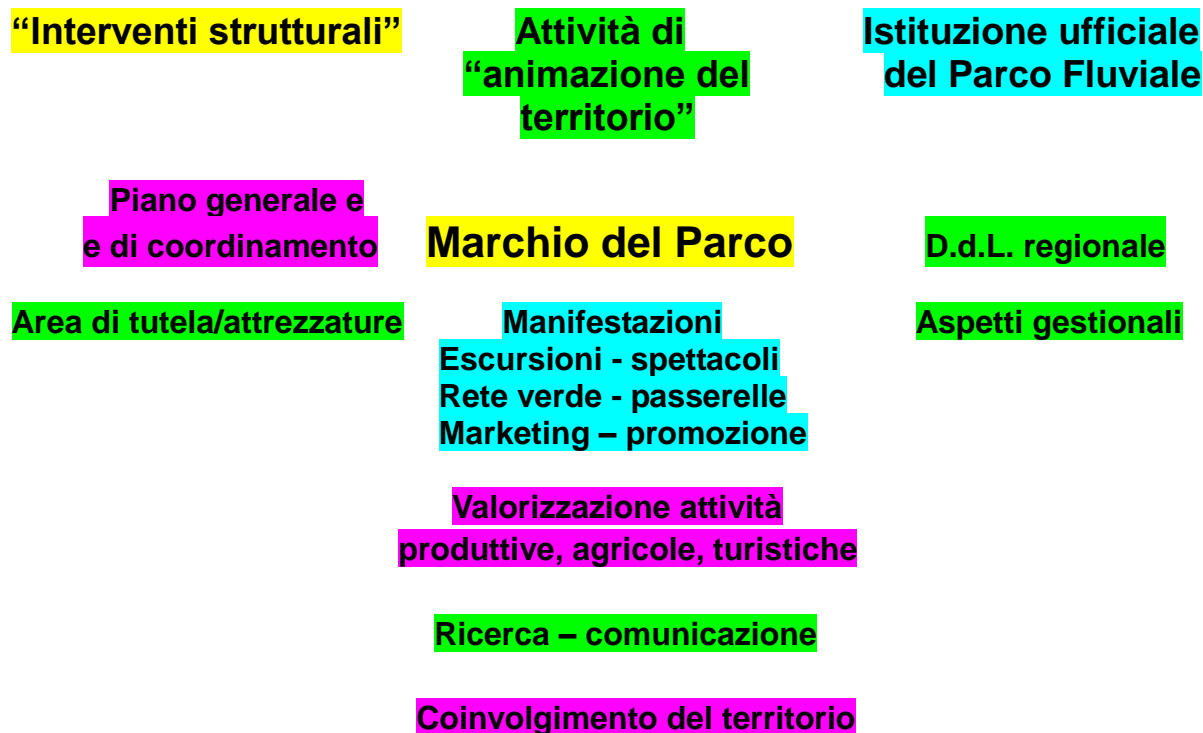 “Interventi strutturali”
Attività di
“animazione del
territorio”
Istituzione ufficiale
del Parco Fluviale
Piano generale e
e di coordinamento
Marchio del Parco
D.d.L. regionale
Area di tutela/attrezzature
Manifestazioni
Escursioni - spettacoli
Rete verde - passerelle
Marketing – promozione
Aspetti gestionali
Valorizzazione attività
produttive, agricole, turistiche
Ricerca – comunicazione
Coinvolgimento del territorio